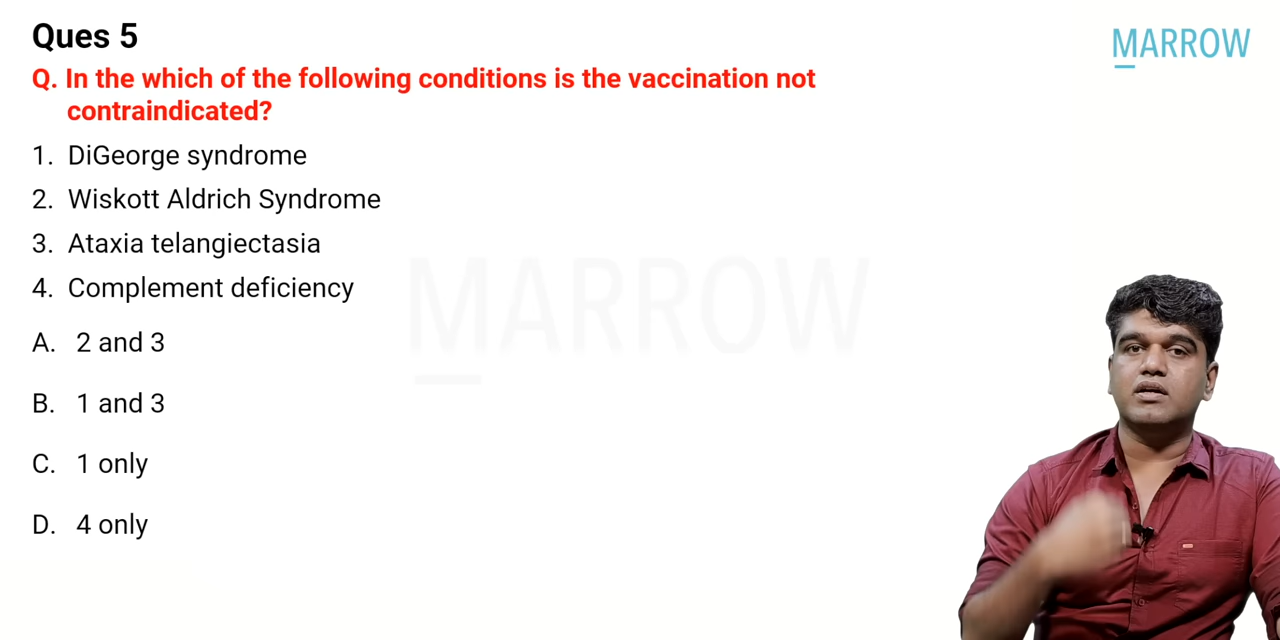 Ques 5
MARROW
Q. In the which of the following conditions is the vaccination not
contraindicated?
1. DiGeorge syndrome
2. Wiskott Aldrich Syndrome
3. Ataxia telangiectasia
4. Complement deficiency
MARROW
A. 2 and 3
B. 1 and 3
C. 1 only
D. 4 only